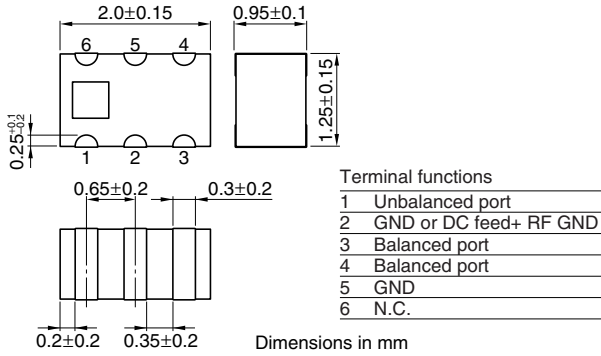 2.0±0.15
0.95±0.1
6 5 4
1.25±0.15
0.25+0.1 −0.2
1 2 3
0.65±0.2
0.3±0.2
Terminal functions
1 Unbalanced port
2 GND or DC feed+ RF GND
3 Balanced port
4 Balanced port
5 GND
6 N.C.
0.2±0.2
0.35±0.2
Dimensions in mm